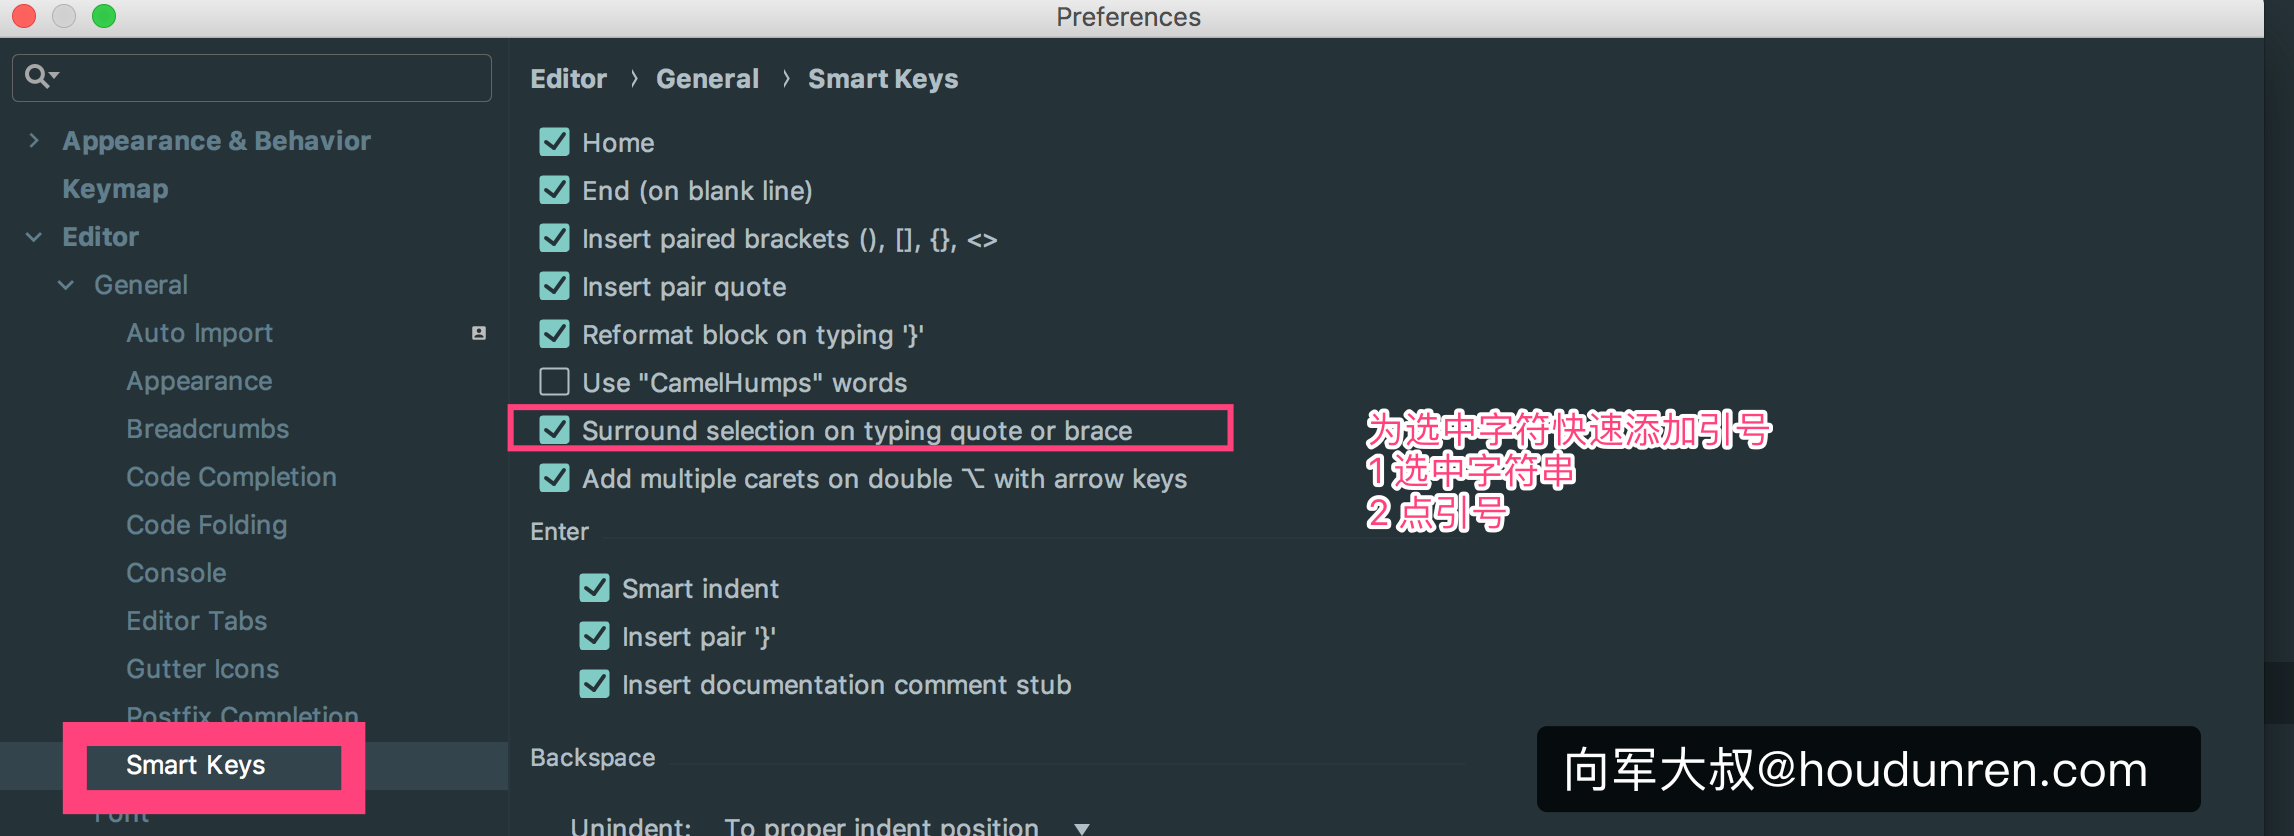 Preferences
Appearance & Behavior
Keymap
Editor
General
Auto Import
Appearance
Breadcrumbs
Code Completion
Code Folding
Console
Editor Tabs
Gutter Icons
Postfix Completion
Smart Keys
Font
Editor › General › Smart Keys
Home
End (on blank line)
Insert paired brackets (), [], {}, <>
Insert pair quote
Reformat block on typing '}'
Use "CamelHumps" words
Surround selection on typing quote or brace
Add multiple carets on double ⌥ with arrow keys
Enter
Smart indent
Insert pair '}'
Insert documentation comment stub
Backspace
Unindent: To proper indent position
为选中字符快速添加引号
1 选中字符串
2 点引号
向军大叔@houdunren.com